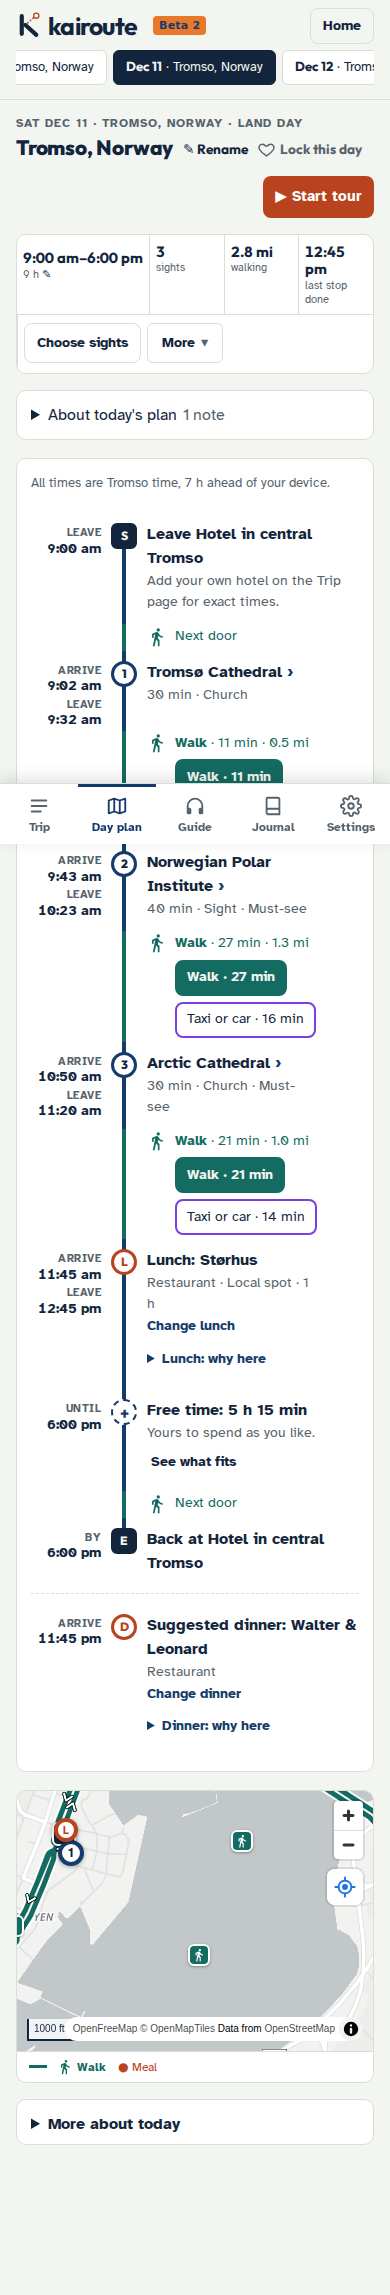 kairoute Beta 2 Home
omso, Norway Dec 11 · Tromso, Norway Dec 12 · Troms
SAT DEC 11 · TROMSO, NORWAY · LAND DAY
Tromso, Norway ✎ Rename Lock this day
▶ Start tour
9:00 am–6:00 pm 3 2.8 mi 12:45 pm
9 h ✎ sights walking last stop done
Choose sights More ▾
▶ About today's plan 1 note
All times are Tromso time, 7 h ahead of your device.
LEAVE
9:00 am
S
Leave Hotel in central
Tromso
Add your own hotel on the Trip
page for exact times.
Next door
ARRIVE
9:02 am
LEAVE
9:32 am
1
Tromsø Cathedral ›
30 min · Church
Walk · 11 min · 0.5 mi
Walk · 11 min
Trip Day plan Guide Journal Settings
ARRIVE
9:43 am
LEAVE
10:23 am
2
Norwegian Polar
Institute ›
40 min · Sight · Must-see
Walk · 27 min · 1.3 mi
Walk · 27 min
Taxi or car · 16 min
ARRIVE
10:50 am
LEAVE
11:20 am
3
Arctic Cathedral ›
30 min · Church · Must-
see
Walk · 21 min · 1.0 mi
Walk · 21 min
Taxi or car · 14 min
ARRIVE
11:45 am
LEAVE
12:45 pm
L
Lunch: Størhus
Restaurant · Local spot · 1
h
Change lunch
▶ Lunch: why here
UNTIL
6:00 pm
+
Free time: 5 h 15 min
Yours to spend as you like.
See what fits
Next door
BY
6:00 pm
E
Back at Hotel in central
Tromso
ARRIVE
11:45 pm
D
Suggested dinner: Walter &
Leonard
Restaurant
Change dinner
▶ Dinner: why here
L
1
YEN
+
−
1000 ft OpenFreeMap © OpenMapTiles Data from OpenStreetMap
Walk Meal
▶ More about today